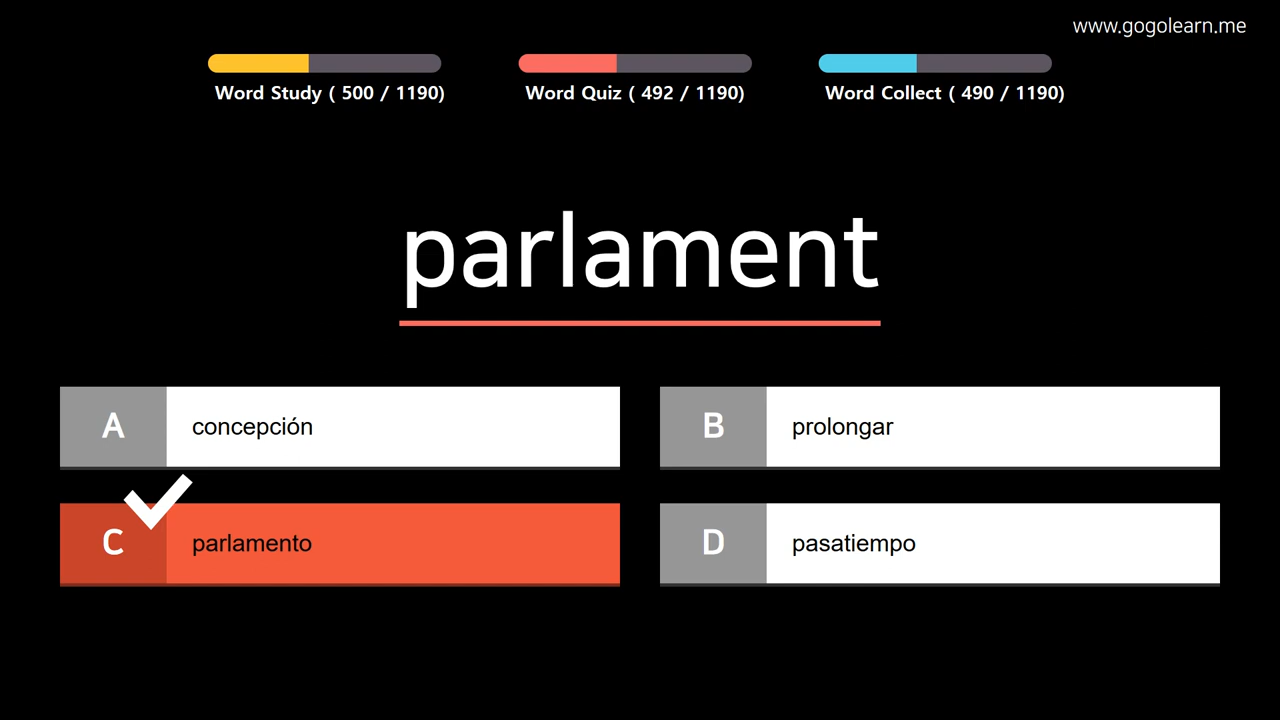 www.gogolearn.me
Word Study ( 500 / 1190)
Word Quiz ( 492 / 1190)
Word Collect ( 490 / 1190)
parlament
A concepción
B prolongar
C parlamento
D pasatiempo